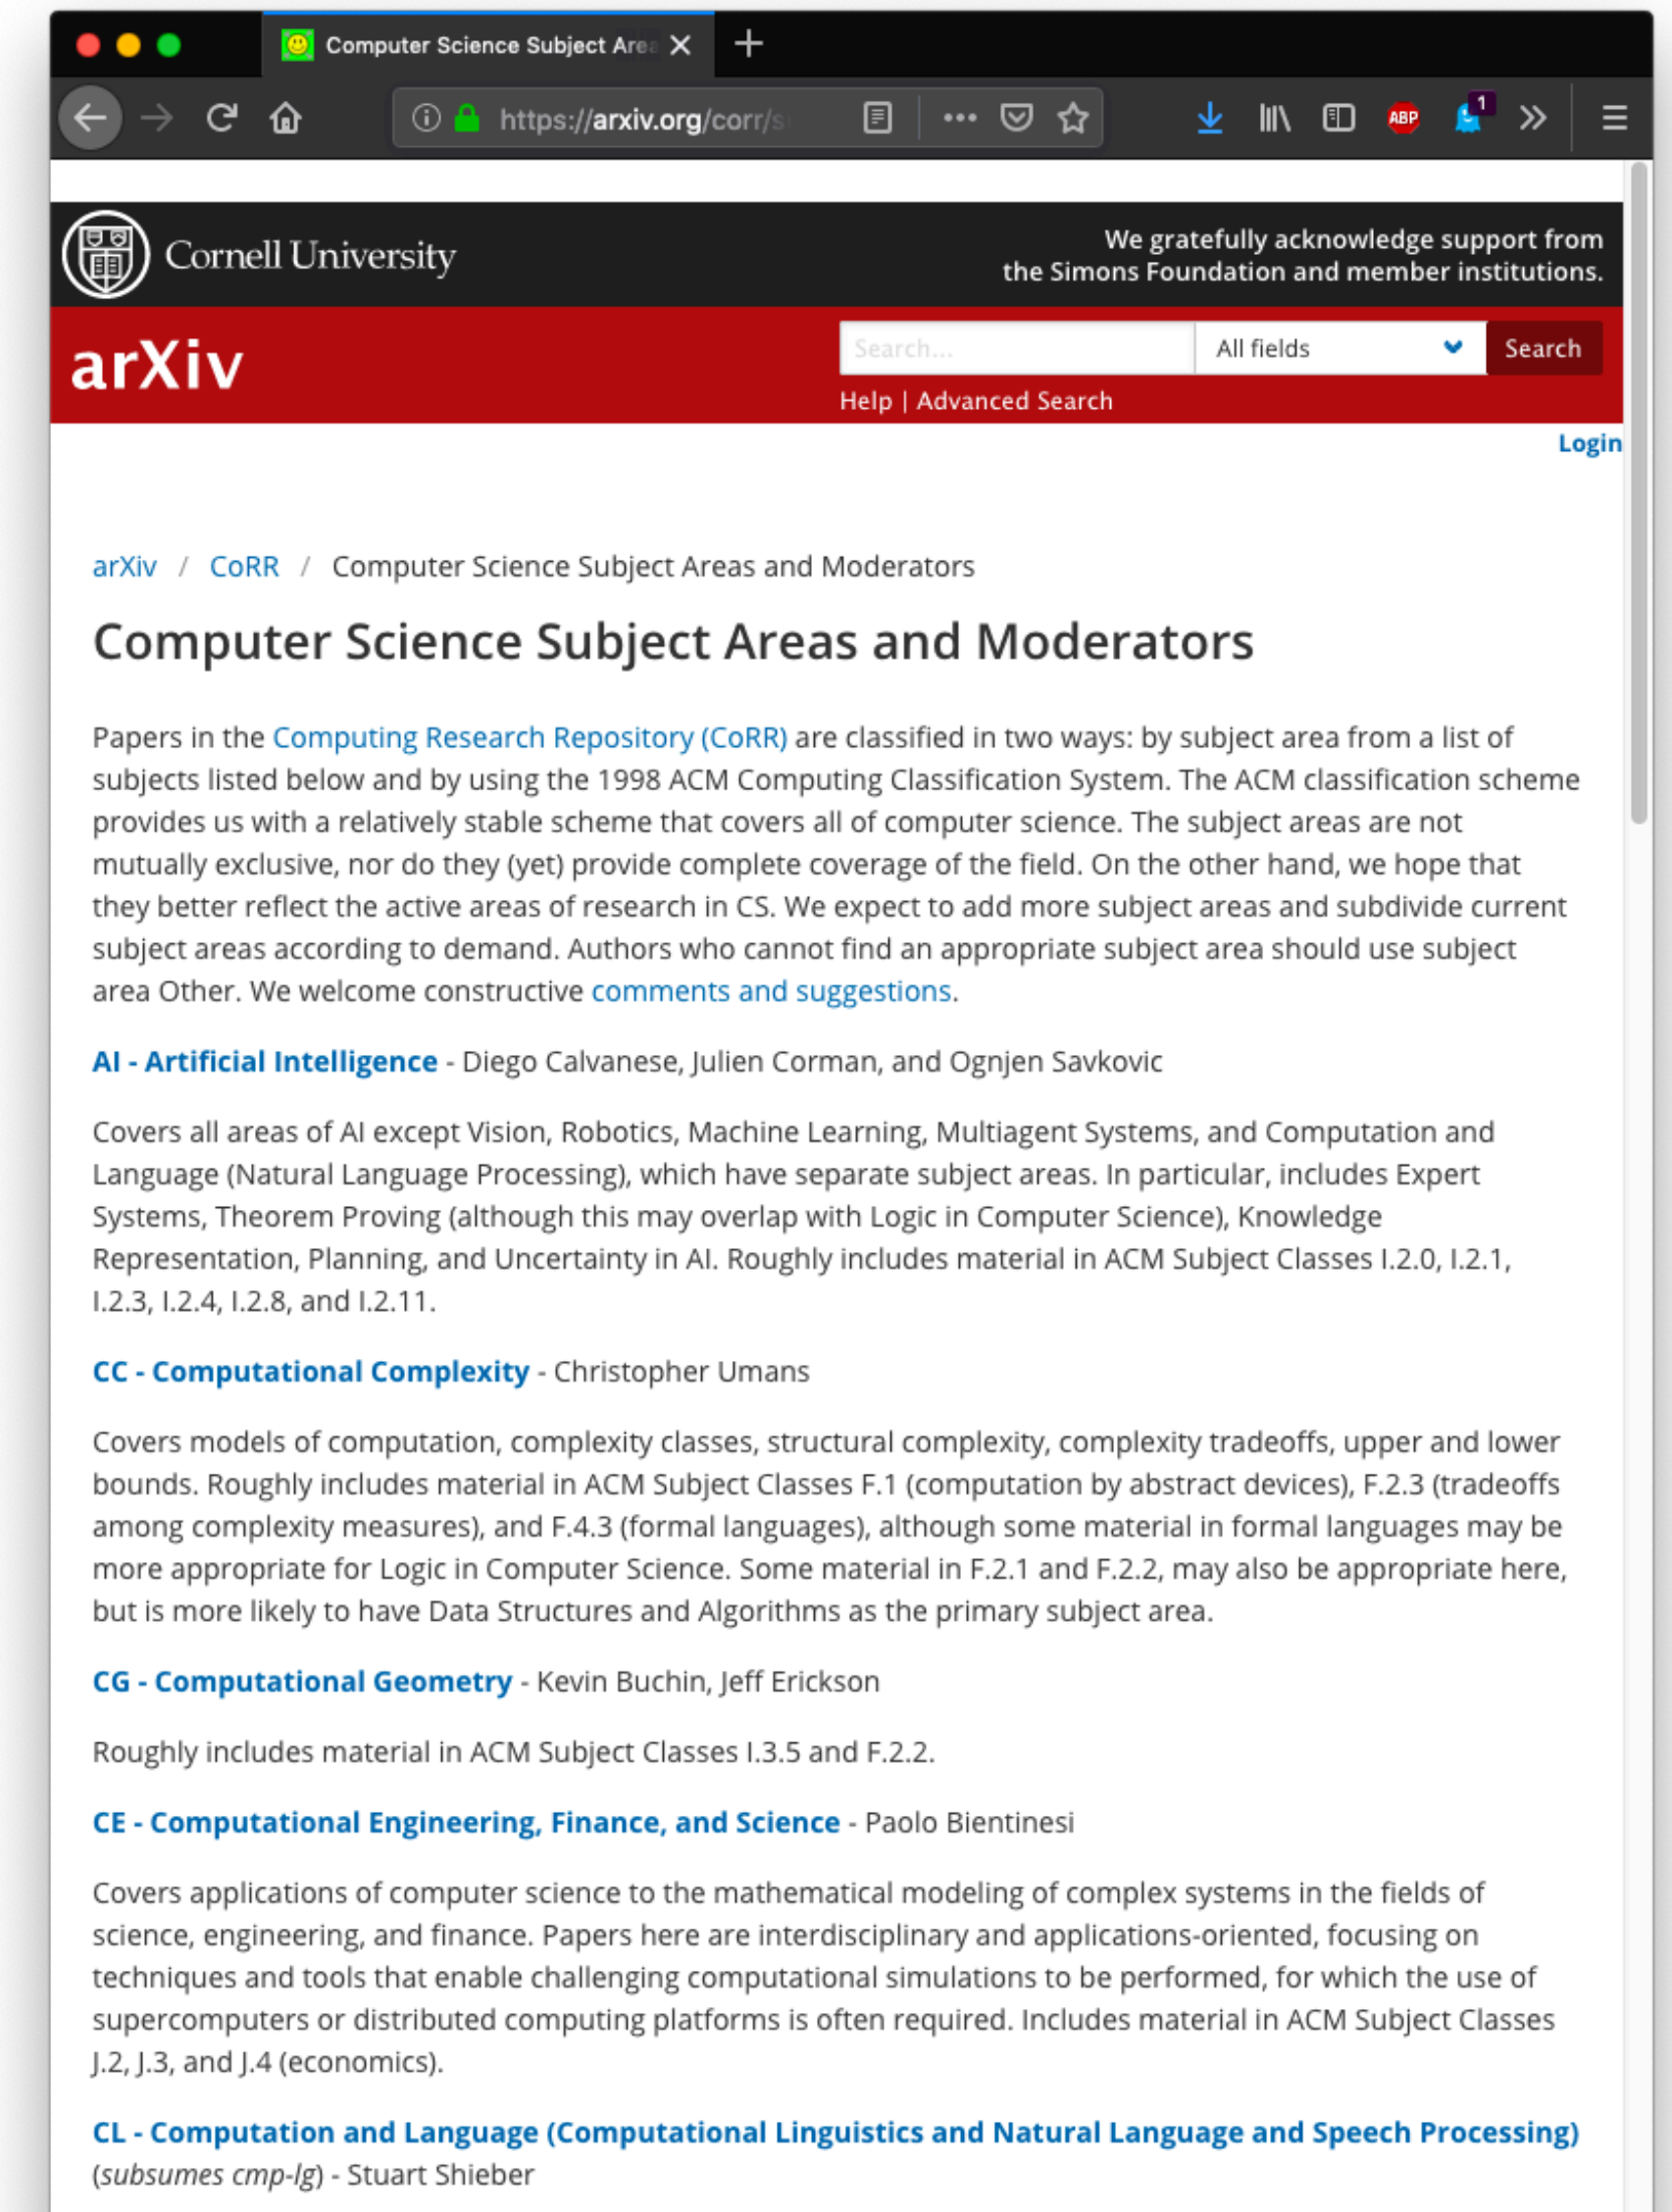 Computer Science Subject Area
https://arxiv.org/corr/s
ABP
1
Cornell University
We gratefully acknowledge support from
the Simons Foundation and member institutions.
arXiv
Search...
All fields
Search
Help | Advanced Search
Login
arXiv / CoRR / Computer Science Subject Areas and Moderators
Computer Science Subject Areas and Moderators
Papers in the Computing Research Repository (CoRR) are classified in two ways: by subject area from a list of
subjects listed below and by using the 1998 ACM Computing Classification System. The ACM classification scheme
provides us with a relatively stable scheme that covers all of computer science. The subject areas are not
mutually exclusive, nor do they (yet) provide complete coverage of the field. On the other hand, we hope that
they better reflect the active areas of research in CS. We expect to add more subject areas and subdivide current
subject areas according to demand. Authors who cannot find an appropriate subject area should use subject
area Other. We welcome constructive comments and suggestions.
AI - Artificial Intelligence - Diego Calvanese, Julien Corman, and Ognjen Savkovic
Covers all areas of AI except Vision, Robotics, Machine Learning, Multiagent Systems, and Computation and
Language (Natural Language Processing), which have separate subject areas. In particular, includes Expert
Systems, Theorem Proving (although this may overlap with Logic in Computer Science), Knowledge
Representation, Planning, and Uncertainty in AI. Roughly includes material in ACM Subject Classes I.2.0, I.2.1,
I.2.3, I.2.4, I.2.8, and I.2.11.
CC - Computational Complexity - Christopher Umans
Covers models of computation, complexity classes, structural complexity, complexity tradeoffs, upper and lower
bounds. Roughly includes material in ACM Subject Classes F.1 (computation by abstract devices), F.2.3 (tradeoffs
among complexity measures), and F.4.3 (formal languages), although some material in formal languages may be
more appropriate for Logic in Computer Science. Some material in F.2.1 and F.2.2, may also be appropriate here,
but is more likely to have Data Structures and Algorithms as the primary subject area.
CG - Computational Geometry - Kevin Buchin, Jeff Erickson
Roughly includes material in ACM Subject Classes I.3.5 and F.2.2.
CE - Computational Engineering, Finance, and Science - Paolo Bientinesi
Covers applications of computer science to the mathematical modeling of complex systems in the fields of
science, engineering, and finance. Papers here are interdisciplinary and applications-oriented, focusing on
techniques and tools that enable challenging computational simulations to be performed, for which the use of
supercomputers or distributed computing platforms is often required. Includes material in ACM Subject Classes
J.2, J.3, and J.4 (economics).
CL - Computation and Language (Computational Linguistics and Natural Language and Speech Processing)
(subsumes cmp-lg) - Stuart Shieber